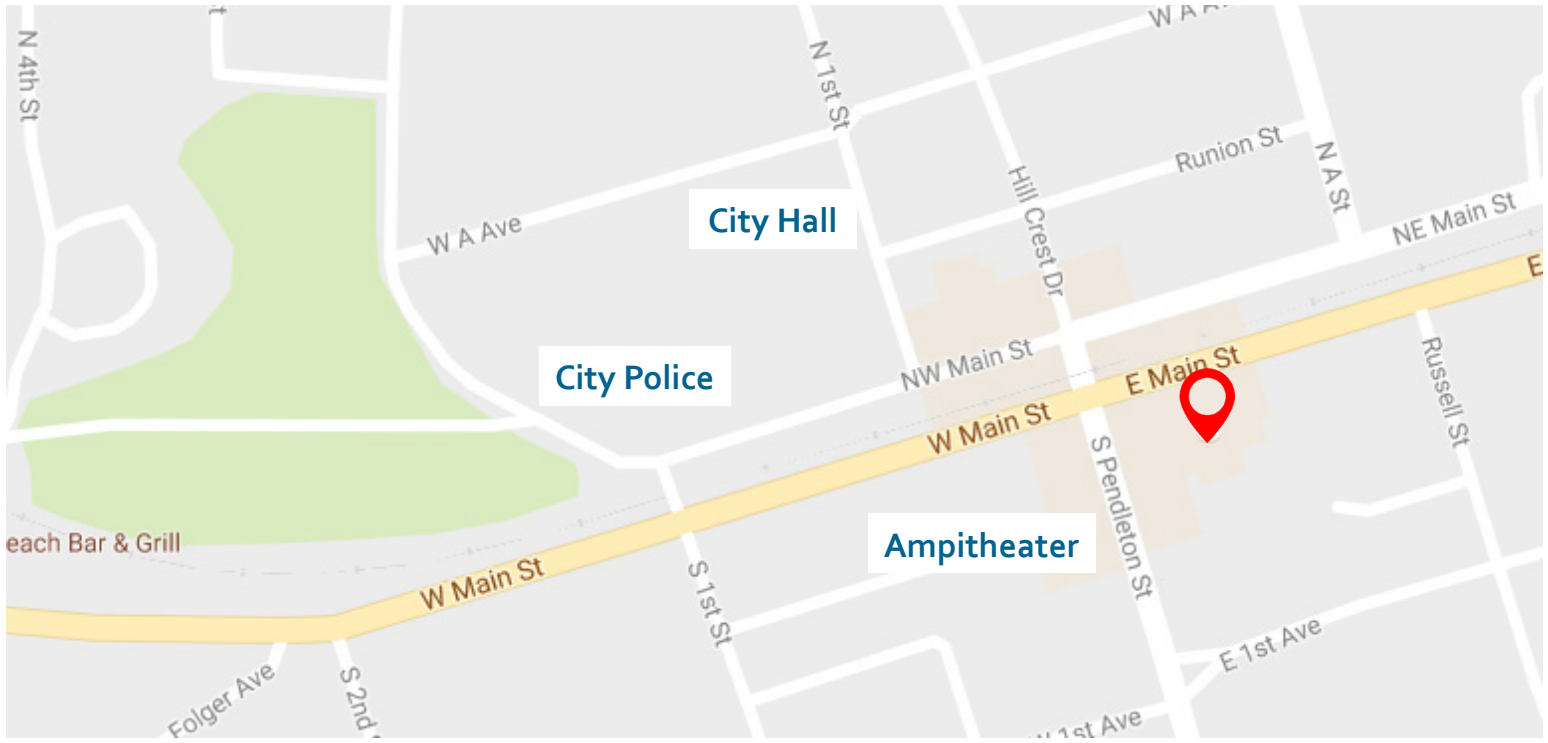 N 4th St
St
N 1st St
W A A
Runion St
N A St
Hill Crest Dr
City Hall
W A Ave
NE Main St
E
City Police
NW Main St
E Main St
W Main St
Russell St
S Pendleton St
Ampitheater
each Bar & Grill
W Main St
S 1st St
E 1st Ave
Folger Ave
S 2nd
W 1st Ave